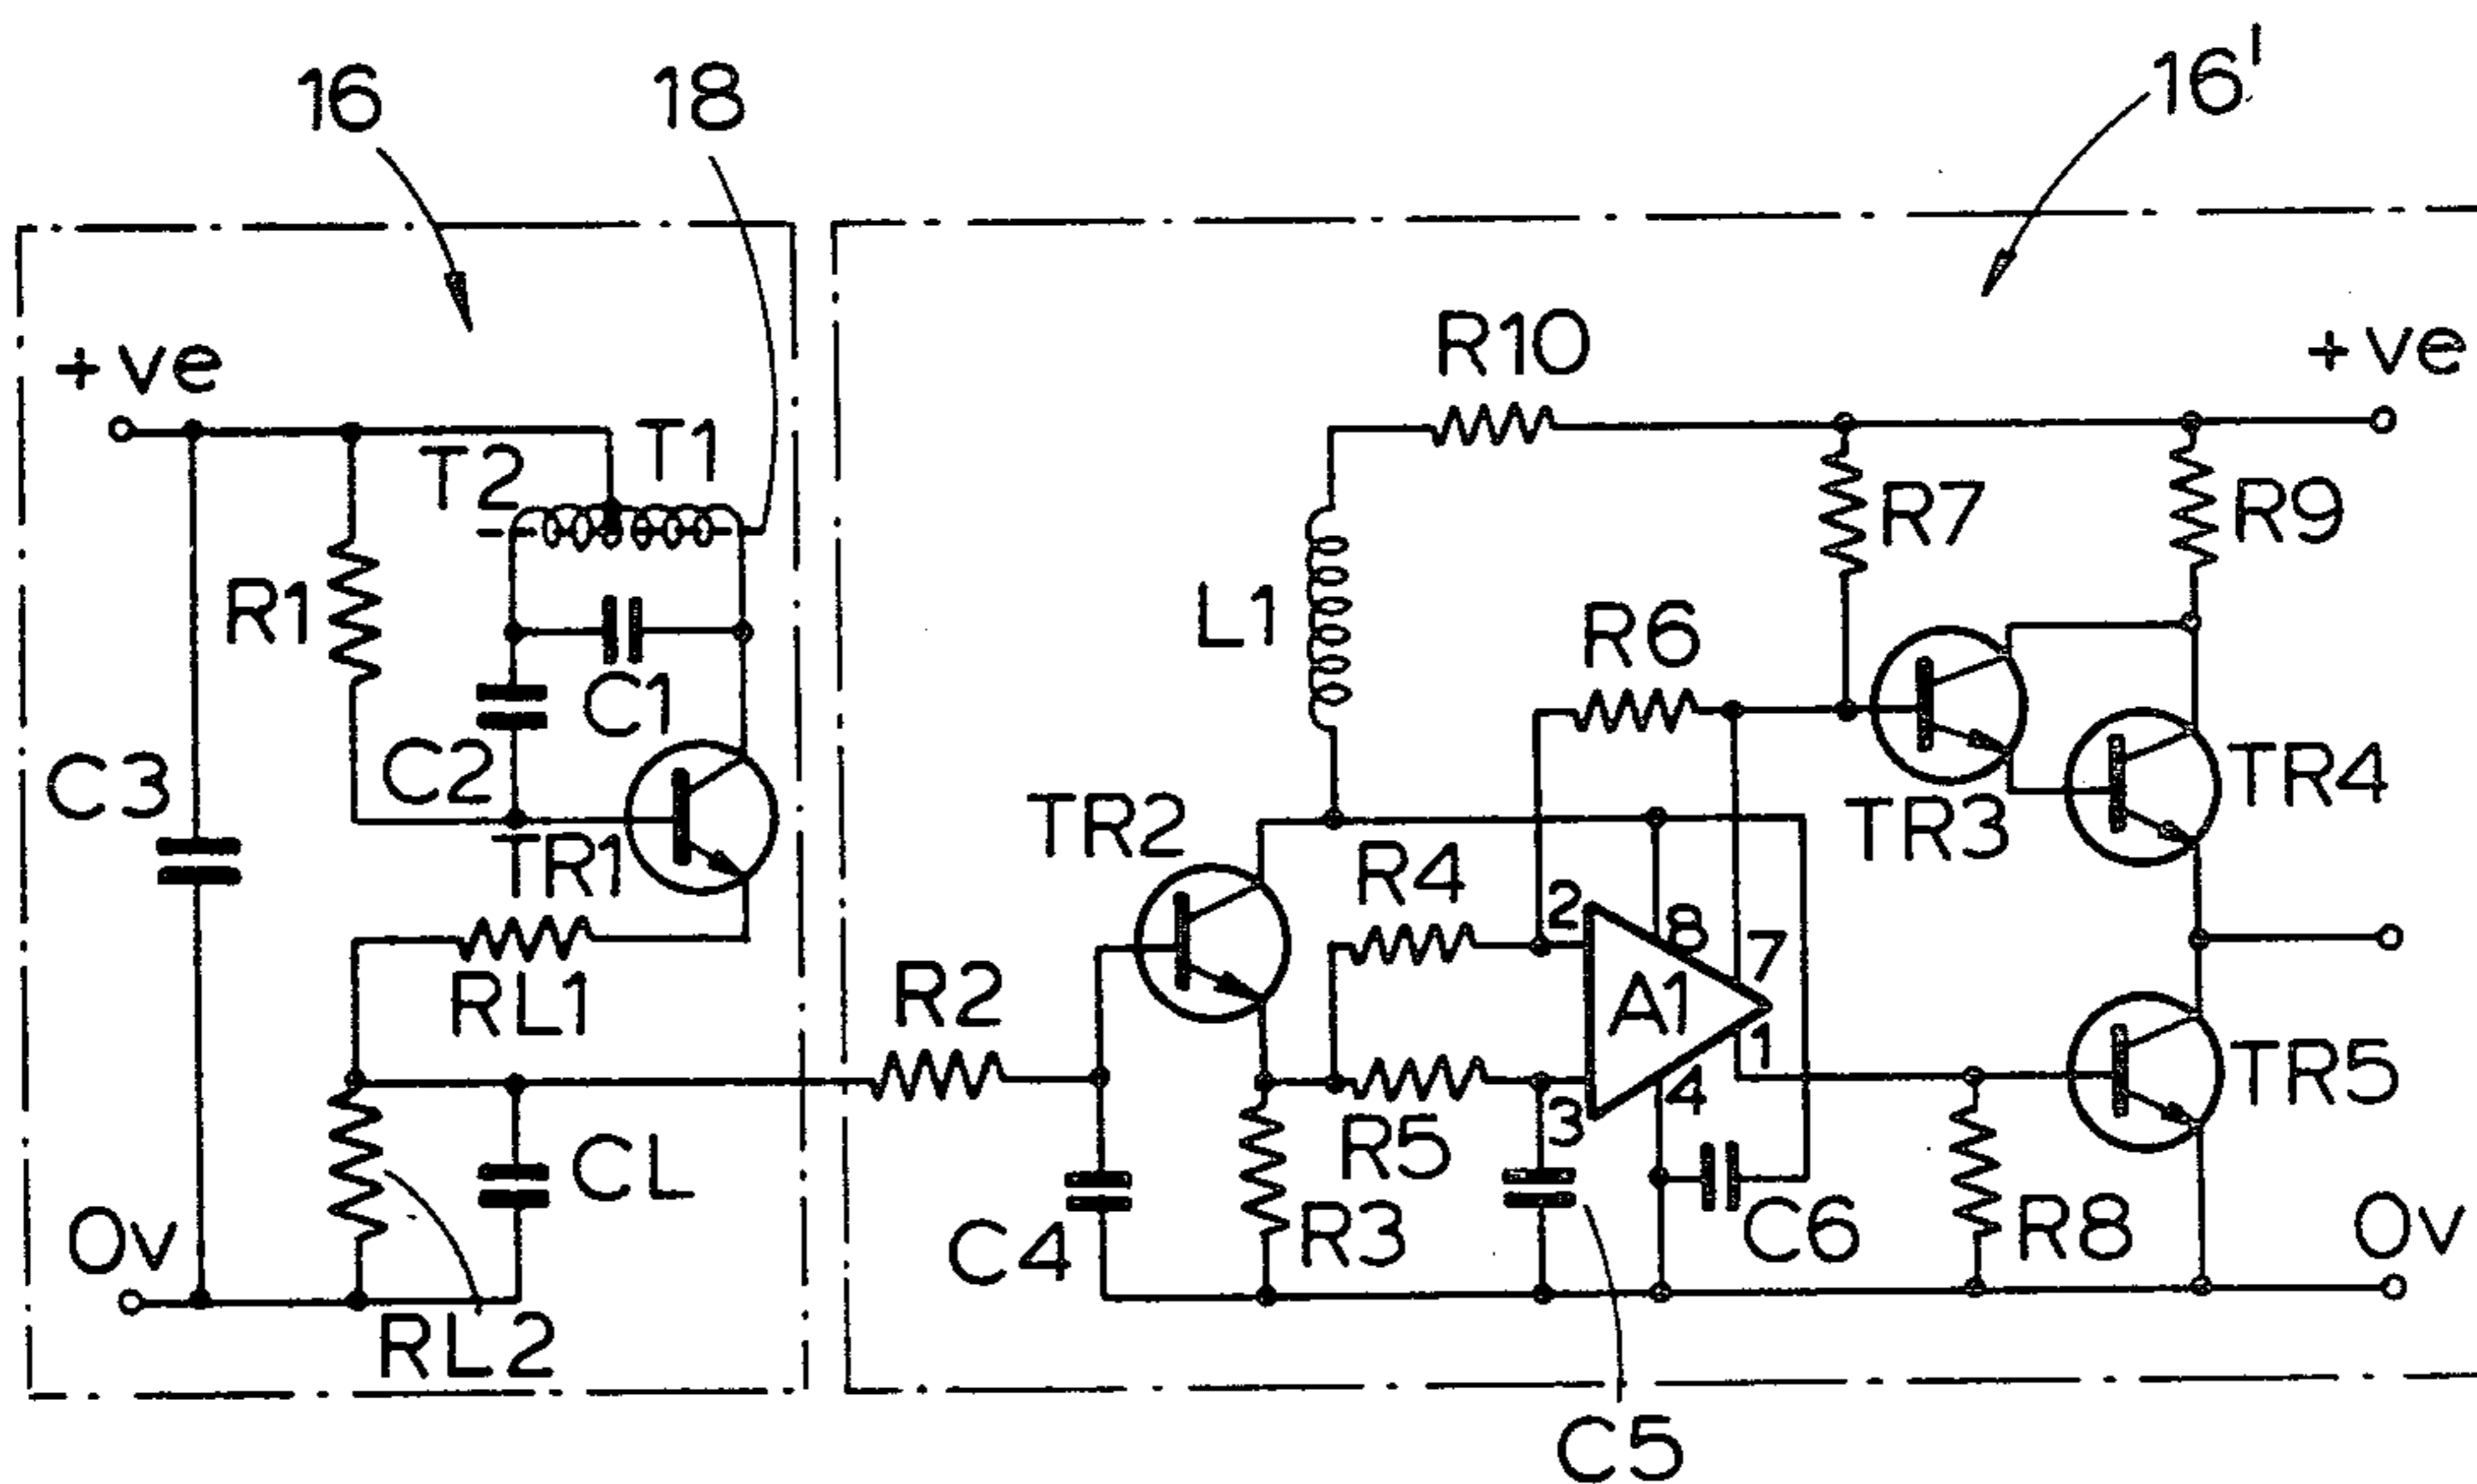 16
18
16'
+ve
T2
T1
R1
C1
C2
C3
TR1
RL1
CL
0v
RL2
R10
+ve
R7
R9
L1
R6
TR2
TR3
TR4
R4
2
8
7
A1
R2
1
R5
3
4
TR5
C4
R3
C6
R8
0v
C5